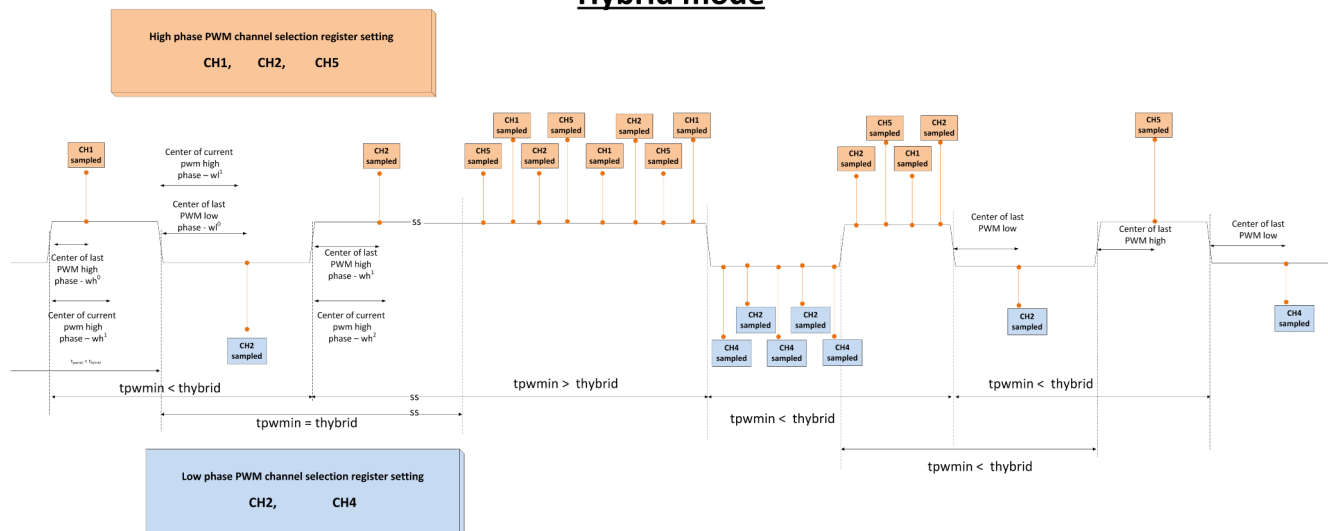 Hybrid mode
High phase PWM channel selection register setting
CH1, CH2, CH5
CH1
sampled
Center of current
pwm high
phase – wl1
Center of last
PWM low
phase - wl0
CH2
sampled
CH5
sampled
CH1
sampled
CH2
sampled
CH5
sampled
CH1
sampled
CH2
sampled
CH5
sampled
CH1
sampled
CH2
sampled
CH5
sampled
CH1
sampled
CH2
sampled
CH5
sampled
Center of last
PWM low
Center of last
PWM high
Center of last
PWM low
ss
Center of last
PWM high
phase - wh0
Center of current
pwm high
phase – wh1
Center of last
PWM high
phase - wh1
Center of current
pwm high
phase – wh2
CH2
sampled
CH4
sampled
CH2
sampled
CH4
sampled
CH2
sampled
CH4
sampled
CH2
sampled
CH4
sampled
tpwmin < thybrid
ss
ss
tpwmin = thybrid
tpwmin > thybrid
tpwmin < thybrid
tpwmin < thybrid
tpwmin < thybrid
Low phase PWM channel selection register setting
CH2, CH4